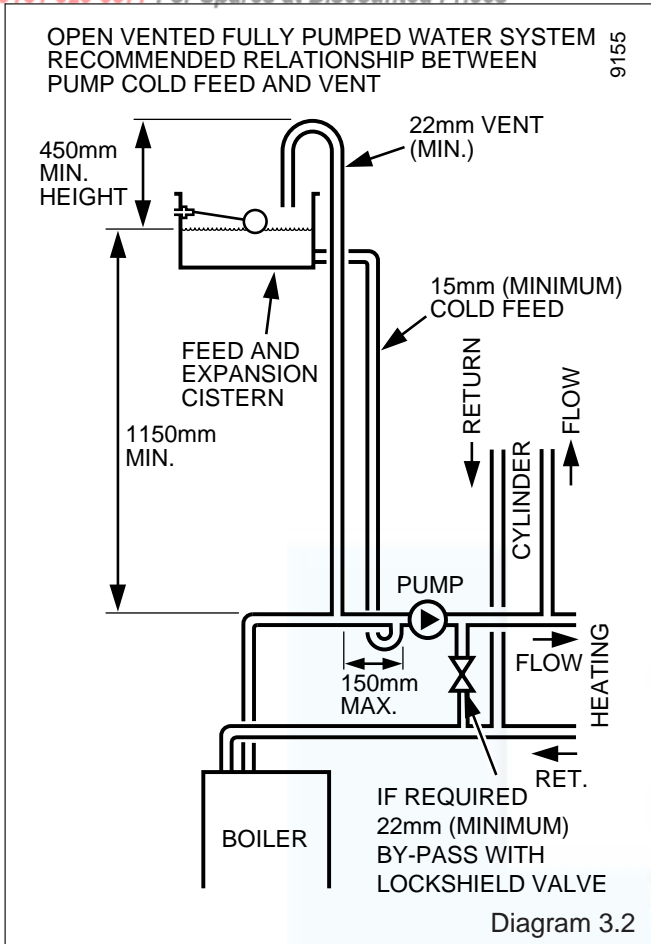 OPEN VENTED FULLY PUMPED WATER SYSTEM
RECOMMENDED RELATIONSHIP BETWEEN
PUMP COLD FEED AND VENT
9155
22mm VENT
(MIN.)
450mm
MIN.
HEIGHT
15mm (MINIMUM)
COLD FEED
FEED AND
EXPANSION
CISTERN
RETURN
FLOW
1150mm
MIN.
CYLINDER
PUMP
FLOW
HEATING
150mm
MAX.
RET.
IF REQUIRED
22mm (MINIMUM)
BY-PASS WITH
LOCKSHIELD VALVE
BOILER
Diagram 3.2